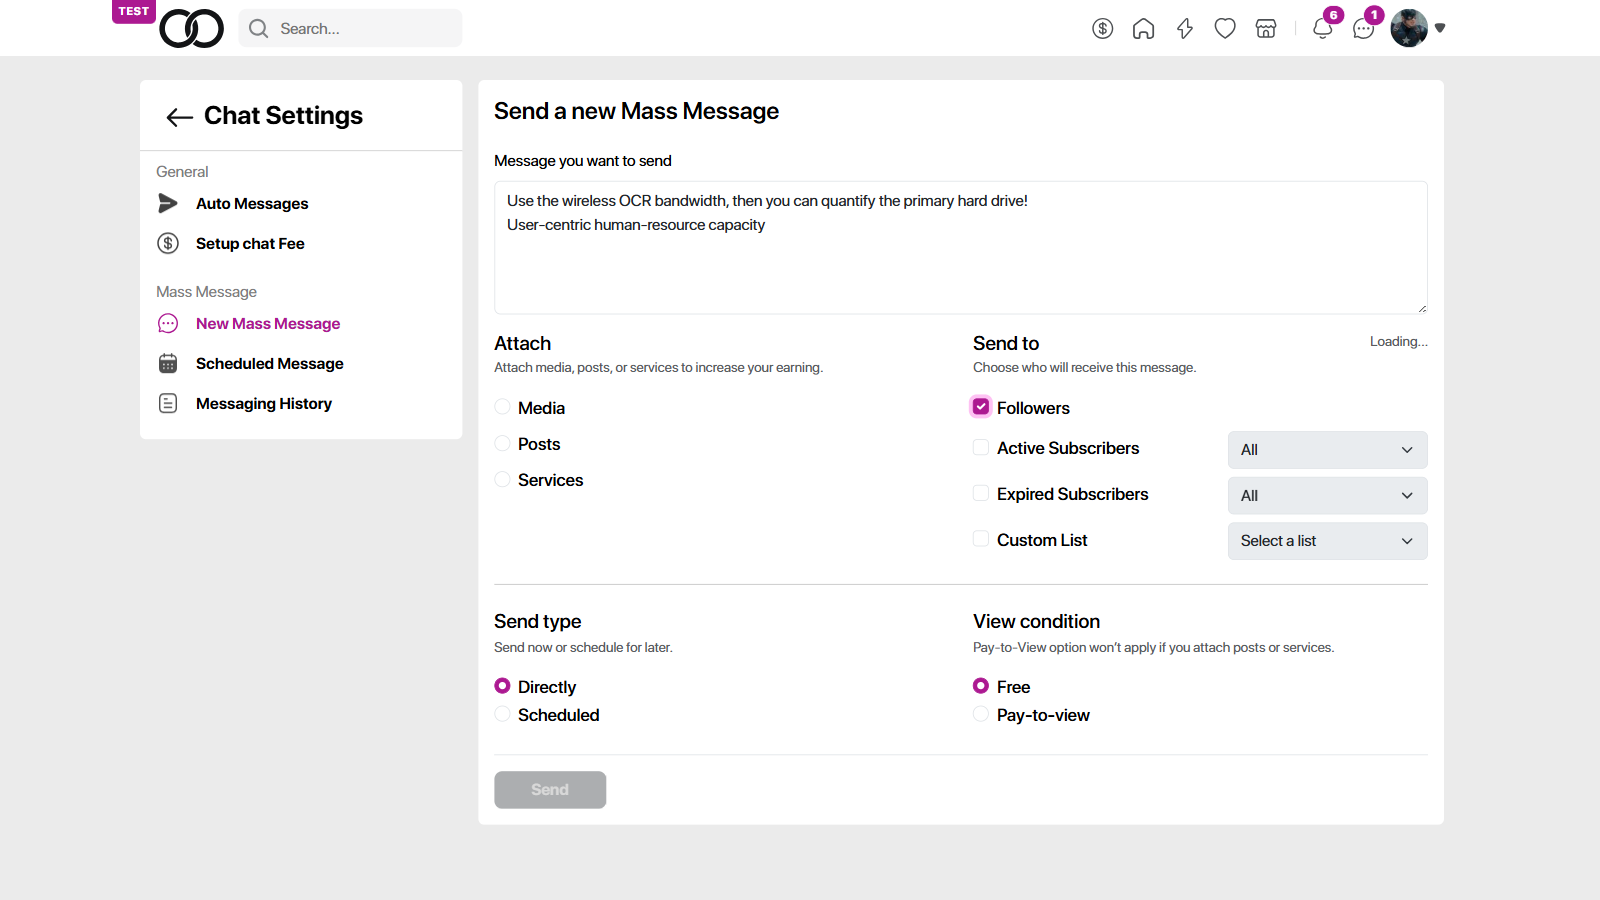 TEST
Search...
6
1
Chat Settings
General
Auto Messages
Setup chat Fee
Mass Message
New Mass Message
Scheduled Message
Messaging History
Send a new Mass Message
Message you want to send
Use the wireless OCR bandwidth, then you can quantify the primary hard drive!
User-centric human-resource capacity
Attach
Attach media, posts, or services to increase your earning.
Media
Posts
Services
Send to
Loading...
Choose who will receive this message.
Followers
Active Subscribers
All
Expired Subscribers
All
Custom List
Select a list
Send type
Send now or schedule for later.
Directly
Scheduled
View condition
Pay-to-View option won’t apply if you attach posts or services.
Free
Pay-to-view
Send